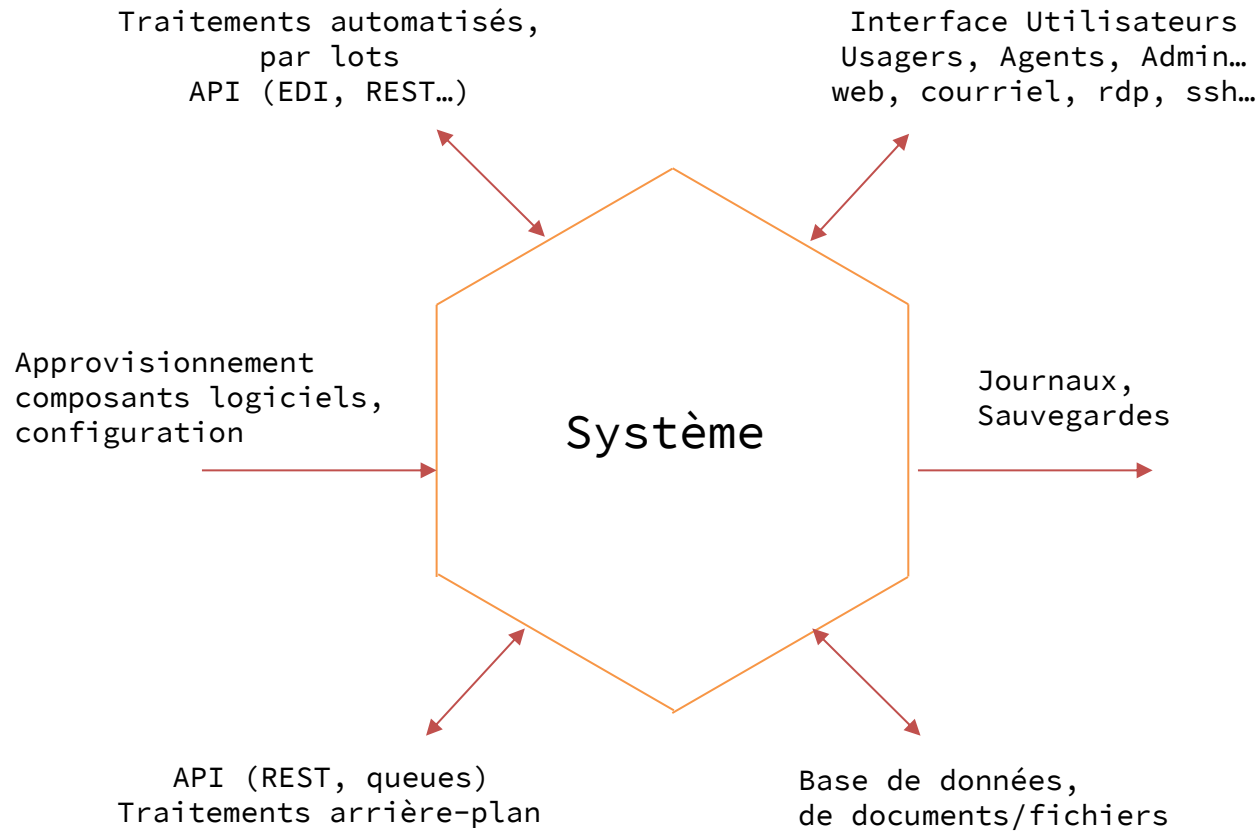 Traitements automatisés,
par lots
API (EDI, REST…)
Interface Utilisateurs
Usagers, Agents, Admin…
web, courriel, rdp, ssh…
Approvisionnement
composants logiciels,
configuration
Système
Journaux,
Sauvegardes
API (REST, queues)
Traitements arrière-plan
Base de données,
de documents/fichiers